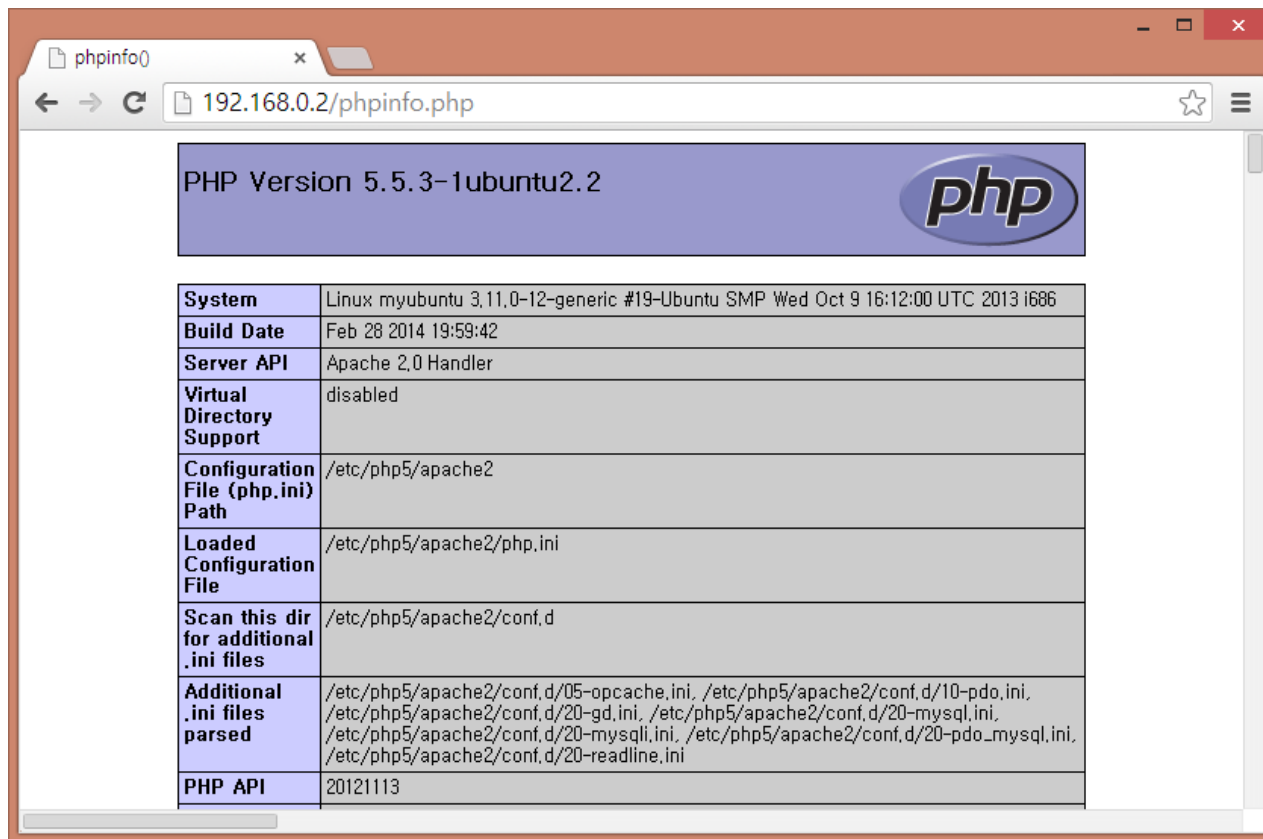 phpinfo()
192.168.0.2/phpinfo.php
PHP Version 5.5.3-1ubuntu2.2
php
System Linux myubuntu 3.11.0-12-generic #19-Ubuntu SMP Wed Oct 9 16:12:00 UTC 2013 i686
Build Date Feb 28 2014 19:59:42
Server API Apache 2.0 Handler
Virtual disabled
Directory
Support
Configuration /etc/php5/apache2
File (php.ini)
Path
Loaded /etc/php5/apache2/php.ini
Configuration
File
Scan this dir /etc/php5/apache2/conf.d
for additional
.ini files
Additional /etc/php5/apache2/conf.d/05-opcache.ini, /etc/php5/apache2/conf.d/10-pdo.ini,
.ini files /etc/php5/apache2/conf.d/20-gd.ini, /etc/php5/apache2/conf.d/20-mysql.ini,
parsed /etc/php5/apache2/conf.d/20-mysqli.ini, /etc/php5/apache2/conf.d/20-pdo_mysql.ini,
/etc/php5/apache2/conf.d/20-readline.ini
PHP API 20121113